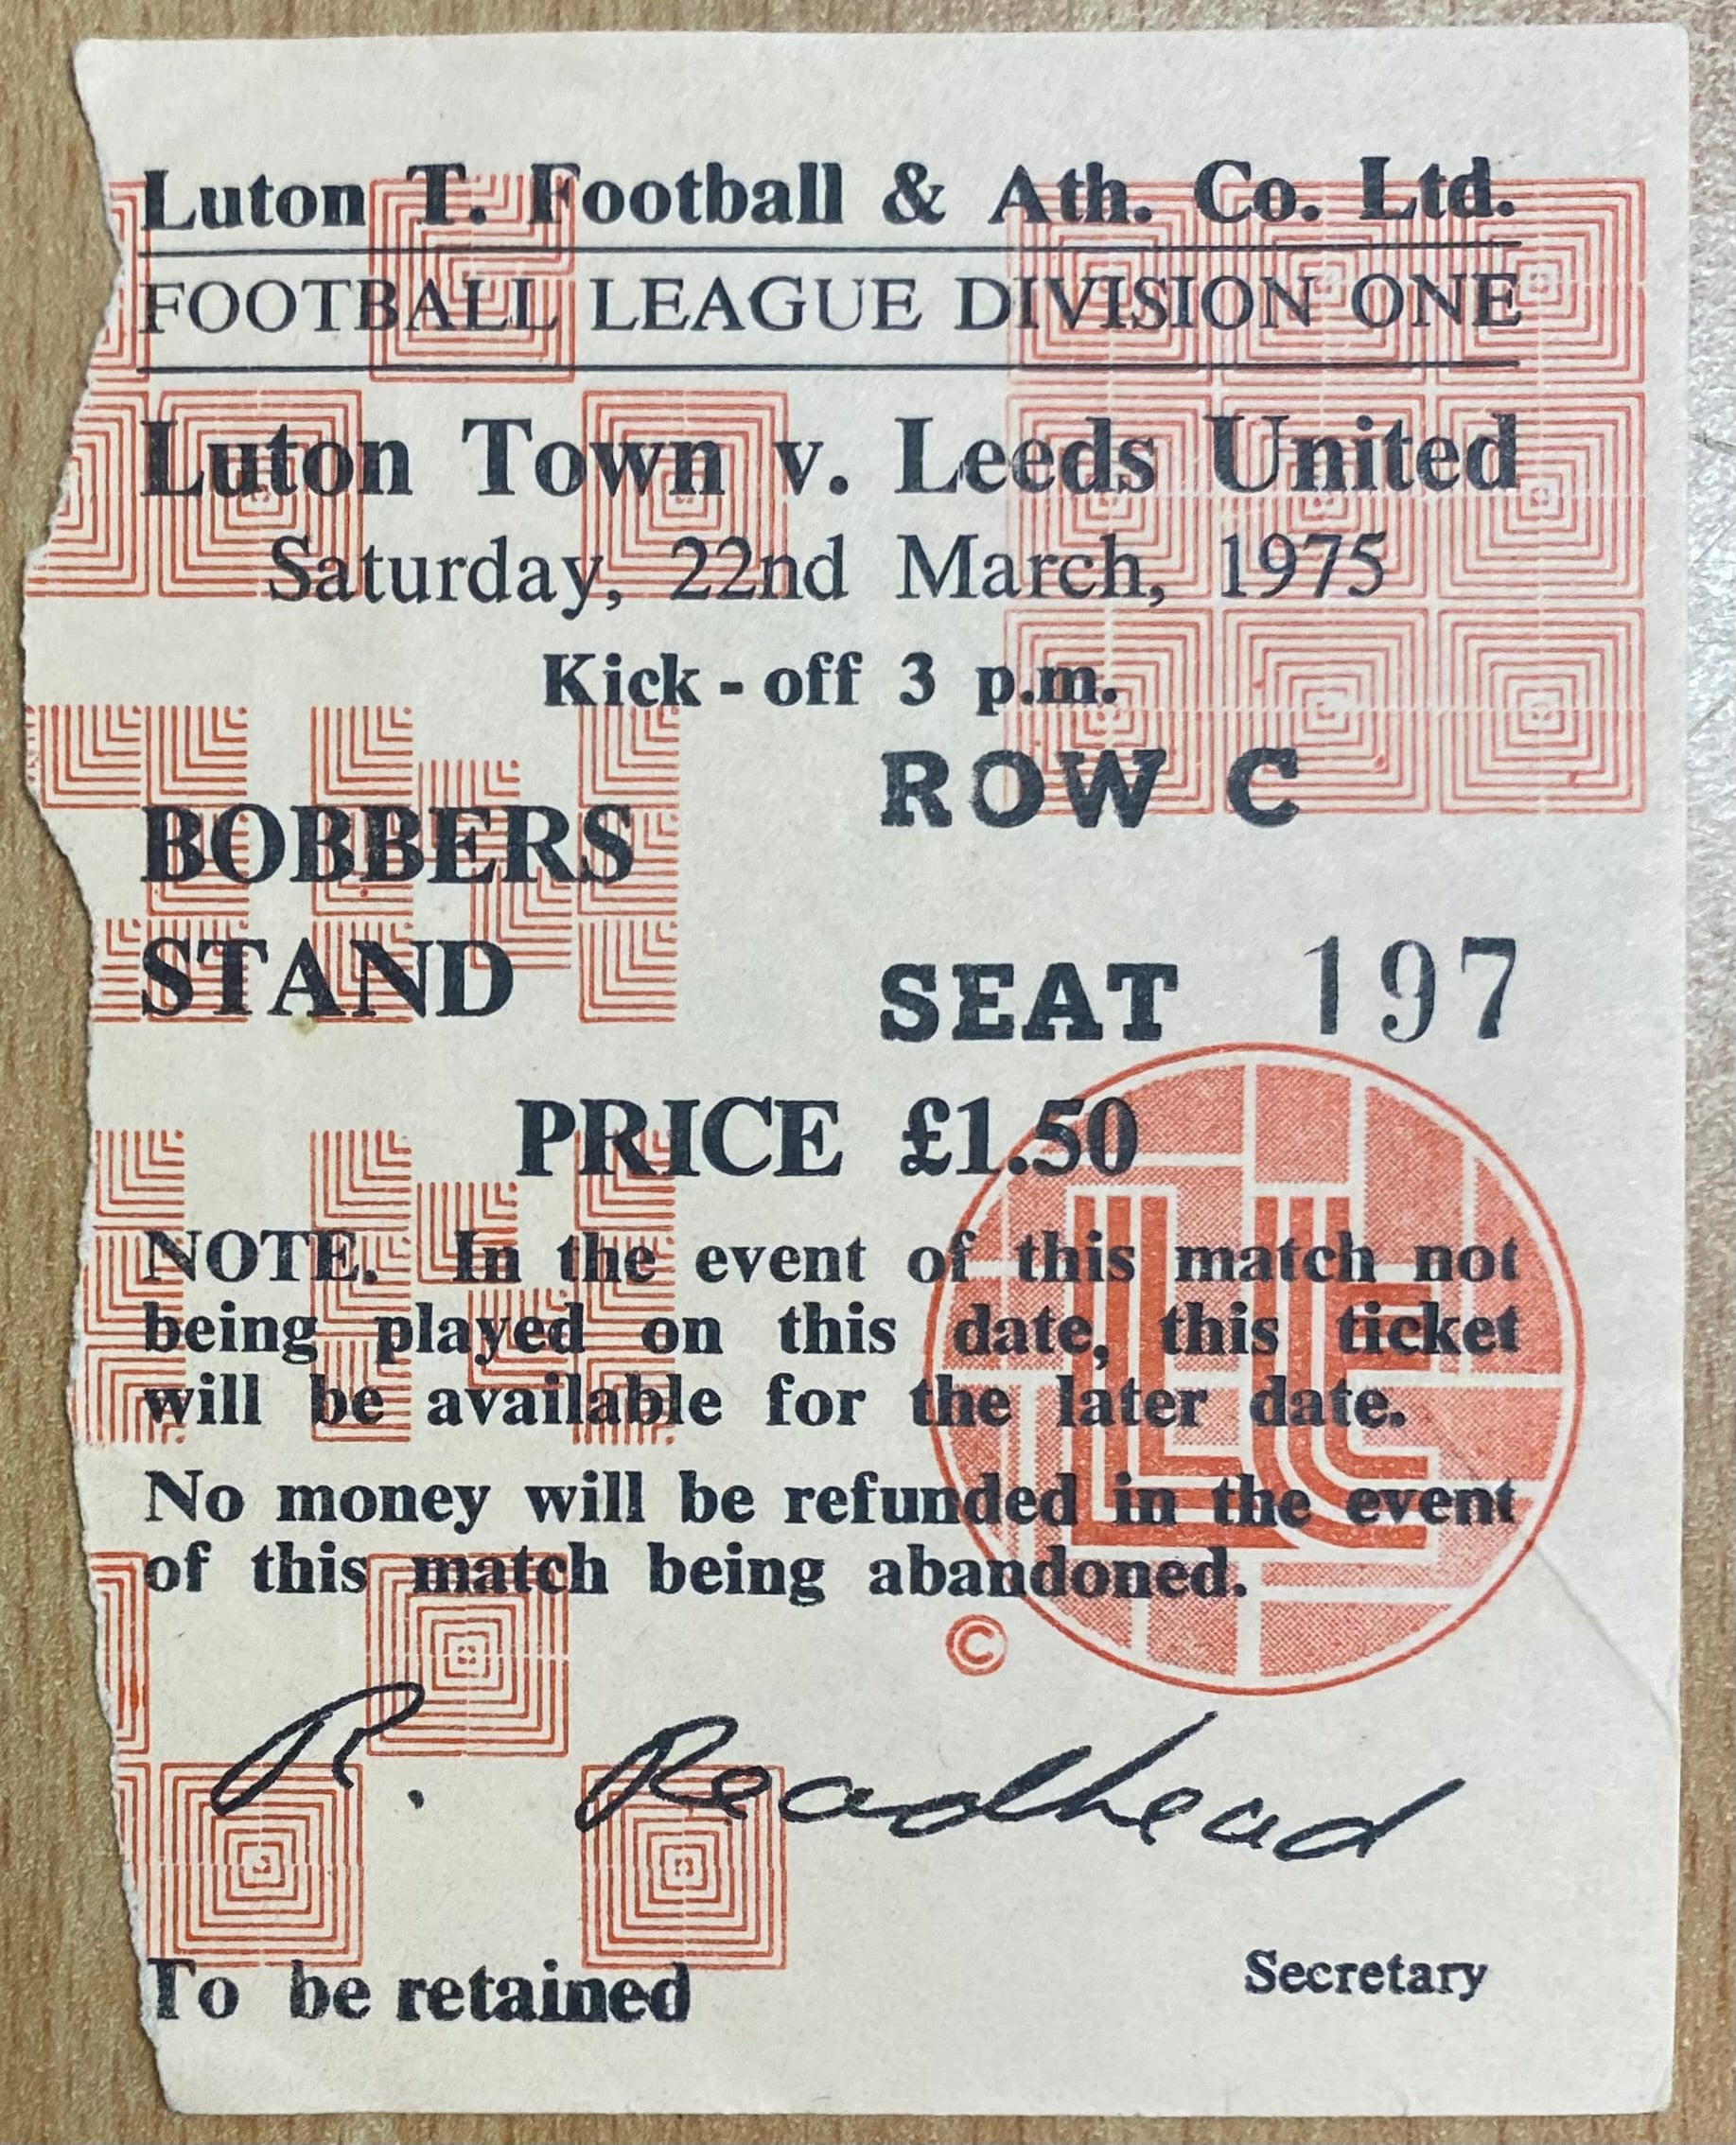 Luton T. Football & Ath. Co. Ltd.
FOOTBALL LEAGUE DIVISION ONE
Luton Town v. Leeds United
Saturday, 22nd March, 1975
Kick-off 3 p.m.
ROW C
BOBBERS
STAND
SEAT 197
PRICE £1.50
NOTE. In the event of this match not
being played on this date, this ticket
will be available for the later date.
No money will be refunded in the event
of this match being abandoned.
©
R. Readhead
Secretary
To be retained